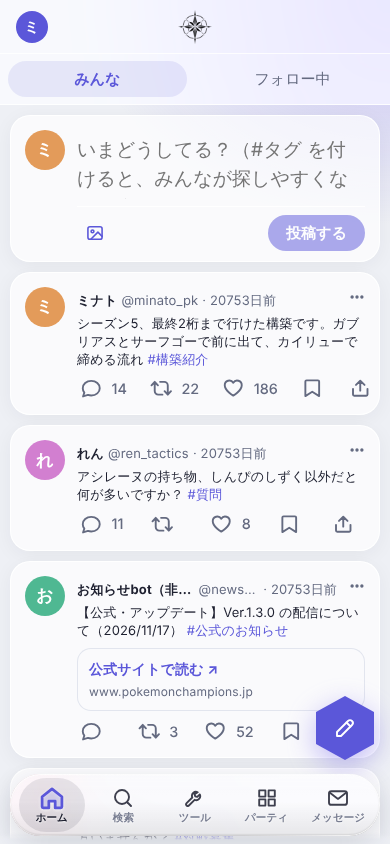 ミ
みんな フォロー中
ミ
いまどうしてる？（#タグ を付
けると、みんなが探しやすくな
投稿する
ミ
ミナト @minato_pk · 20753日前
シーズン5、最終2桁まで行けた構築です。ガブ
リアスとサーフゴーで前に出て、カイリューで
締める流れ #構築紹介
14 22 186
れ
れん @ren_tactics · 20753日前
アシレーヌの持ち物、しんぴのしずく以外だと
何が多いですか？ #質問
11 8
お
お知らせbot（非... @news... · 20753日前
【公式・アップデート】Ver.1.3.0 の配信につい
て（2026/11/17） #公式のお知らせ
公式サイトで読む
www.pokemonchampions.jp
3 52
ホーム 検索 ツール パーティ メッセージ